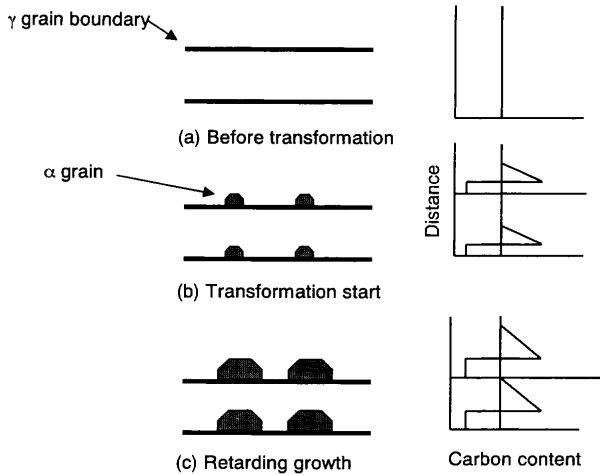 γ grain boundary
(a) Before transformation
α grain
(b) Transformation start
Distance
(c) Retarding growth
Carbon content